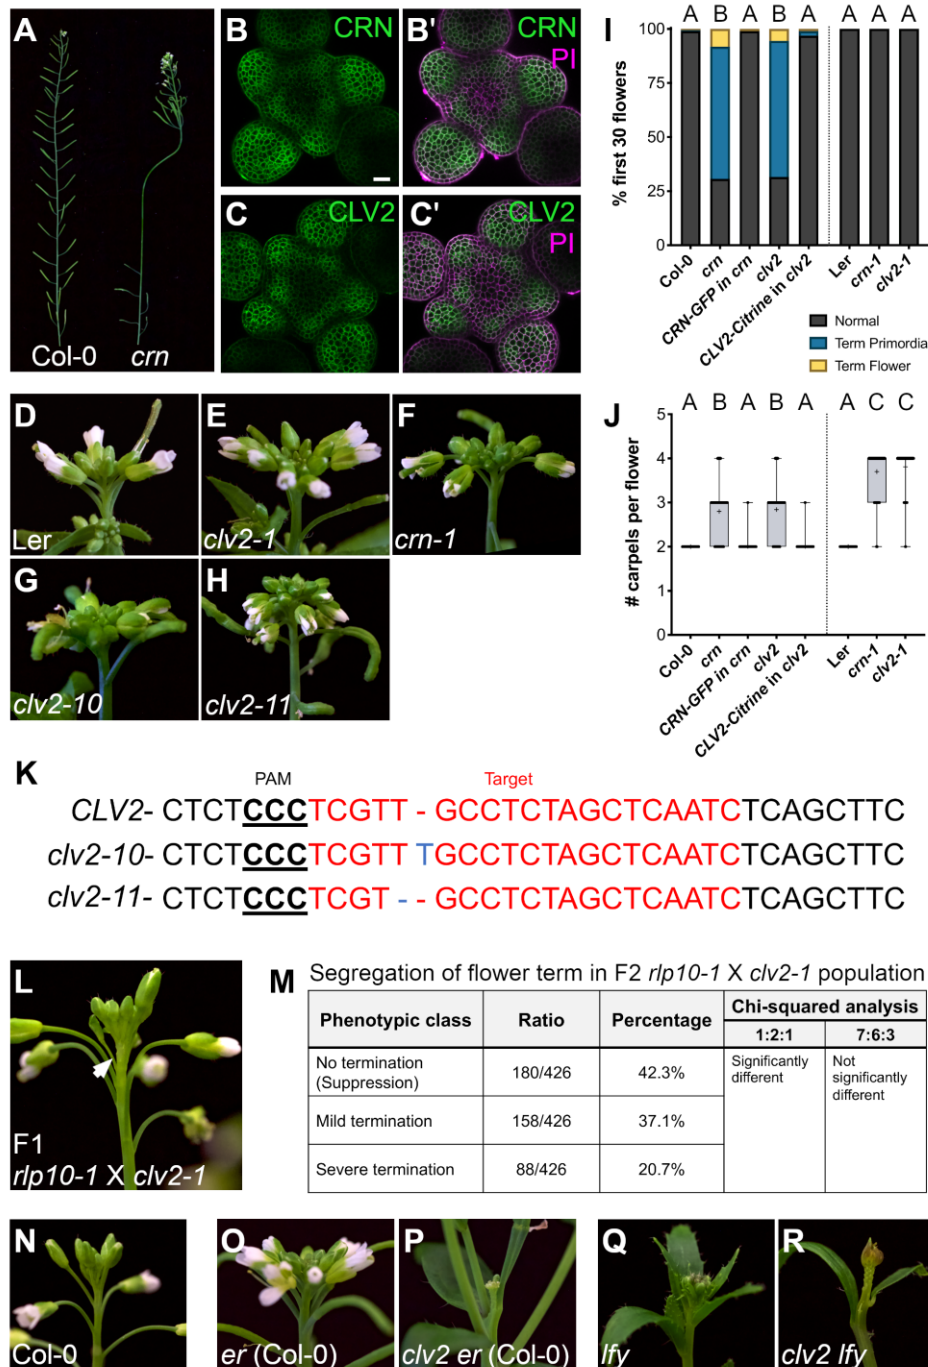 A
Col-0
crn
B
CRN
B'
PI
C
CLV2
C'
CLV2
PI
D
Ler
E
clv2-1
F
crn-1
G
clv2-10
H
clv2-11
I
A B A B A A A A
% first 30 flowers
100
75
50
25
0
Col-0
crn
CRN-GFP in crn
clv2
CLV2-Citrine in clv2
Ler
crn-1
clv2-1
Normal
Term Primordia
Term Flower
J
A B A B A A C C
# carpels per flower
5
4
3
2
1
0
Col-0
crn
CRN-GFP in crn
clv2
CLV2-Citrine in clv2
Ler
crn-1
clv2-1
K
PAM Target
CLV2- CTCTCCCTCGTT - GCCTCTAGCTCAATCTCAGCTTC
clv2-10- CTCTCCCTCGTT TGCCTCTAGCTCAATCTCAGCTTC
clv2-11- CTCTCCCTCGT - - GCCTCTAGCTCAATCTCAGCTTC
L
F1
rlp10-1 X clv2-1
M Segregation of flower term in F2 rlp10-1 X clv2-1 population
Phenotypic class Ratio Percentage Chi-squared analysis
1:2:1 7:6:3
No termination
(Suppression)
180/426 42.3%
Significantly
different
Not
significantly
different
Mild termination 158/426 37.1%
Severe termination 88/426 20.7%
N
Col-0
O
er (Col-0)
P
clv2 er (Col-0)
Q
lfy
R
clv2 lfy